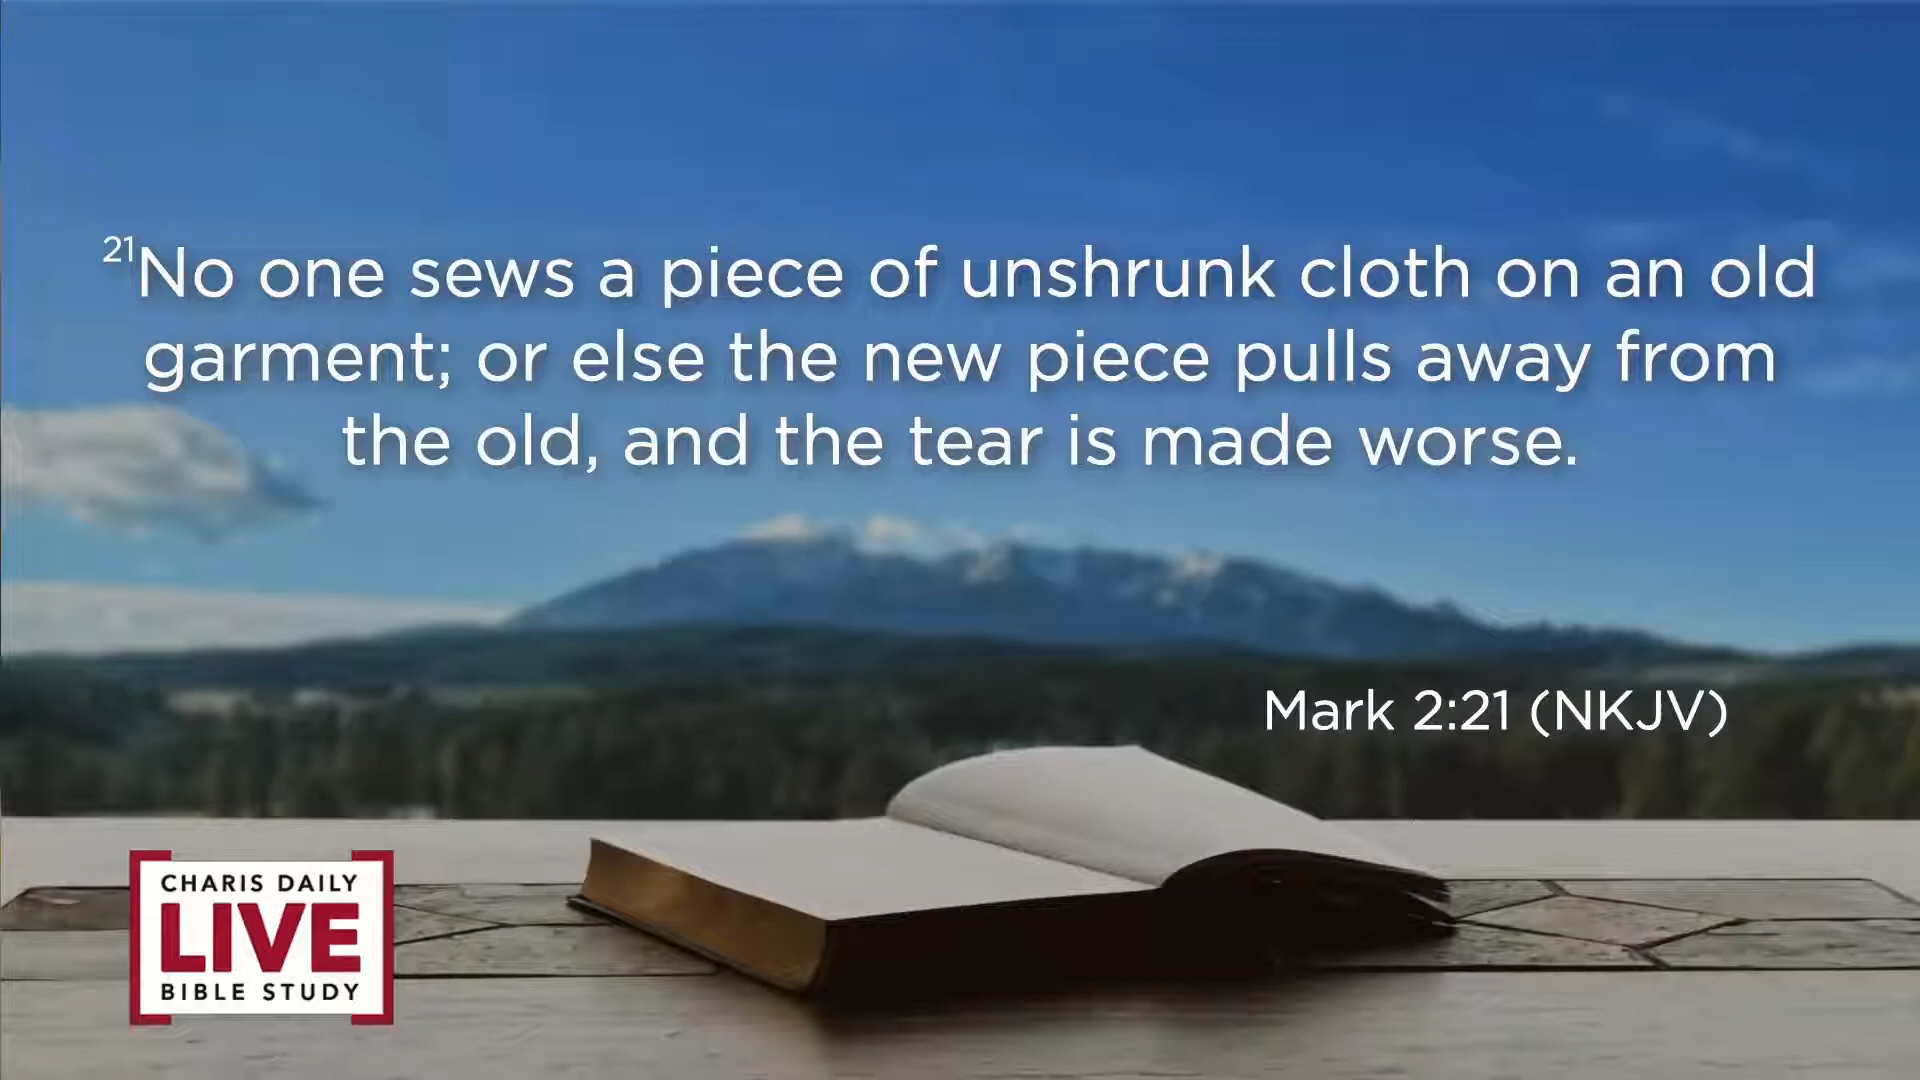 21No one sews a piece of unshrunk cloth on an old
garment; or else the new piece pulls away from
the old, and the tear is made worse.
Mark 2:21 (NKJV)
CHARIS DAILY
LIVE
BIBLE STUDY